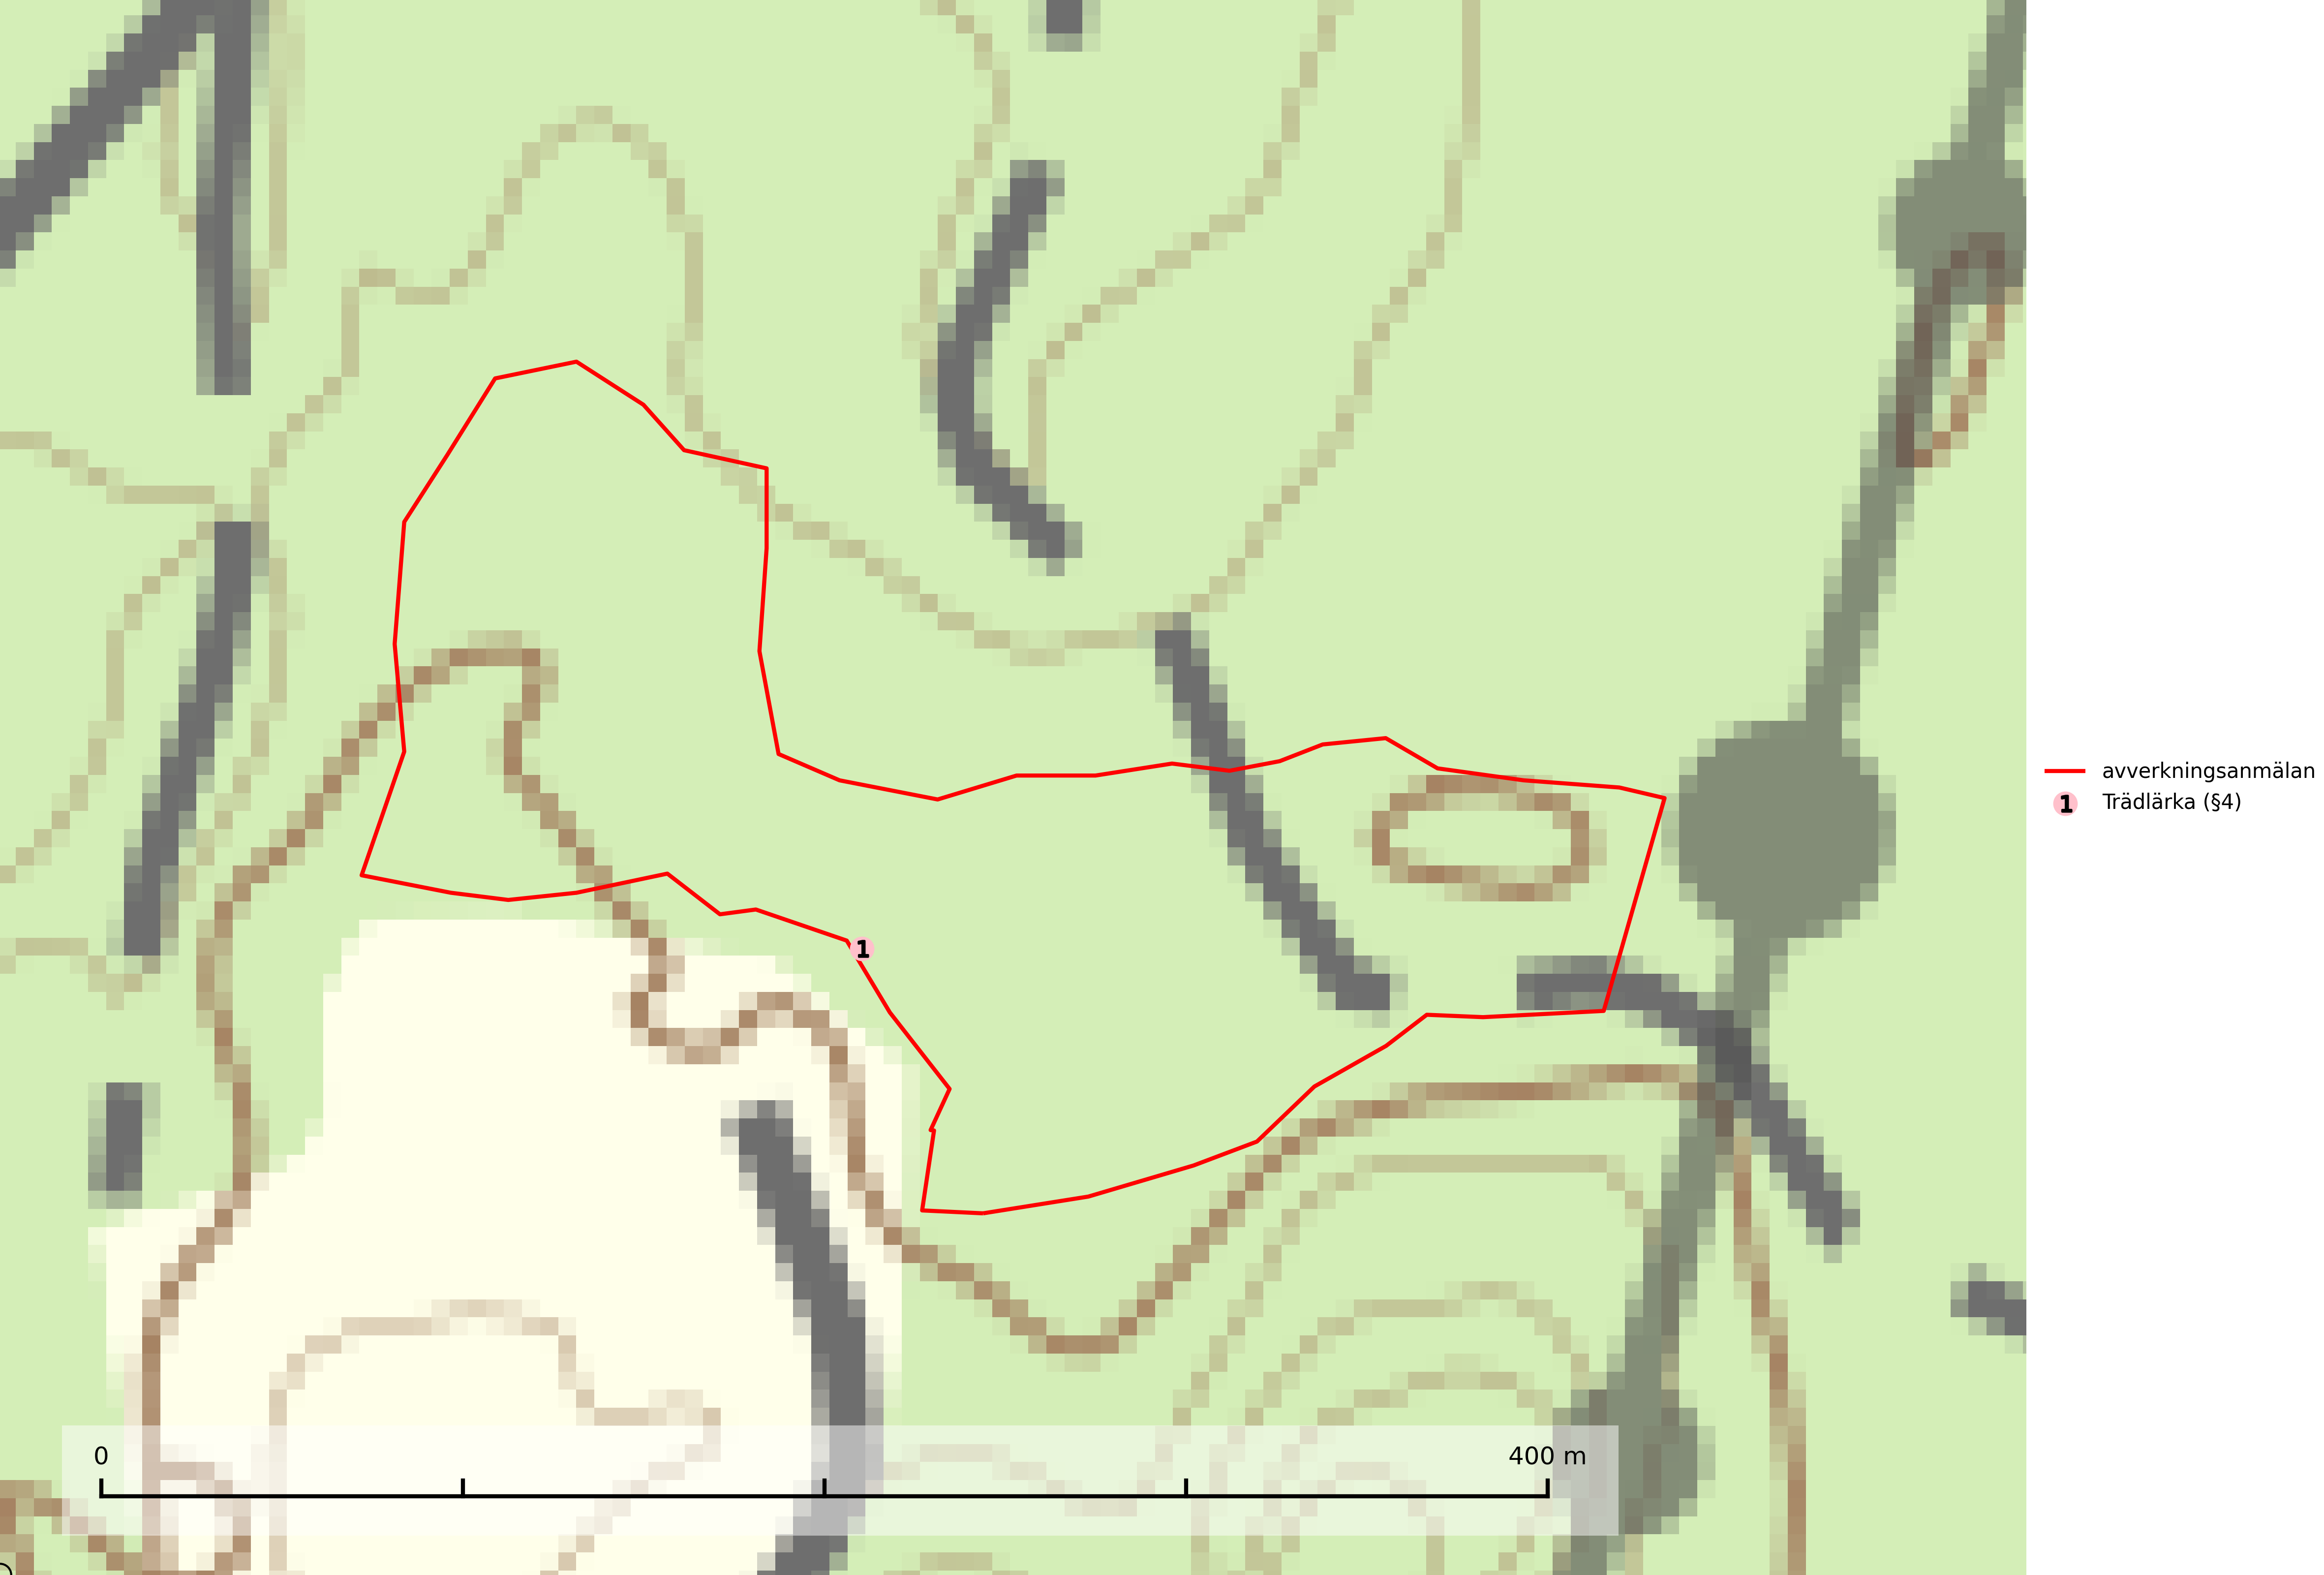 avverkningsanmälan
1 Trädlärka (§4)
1
0 400 m